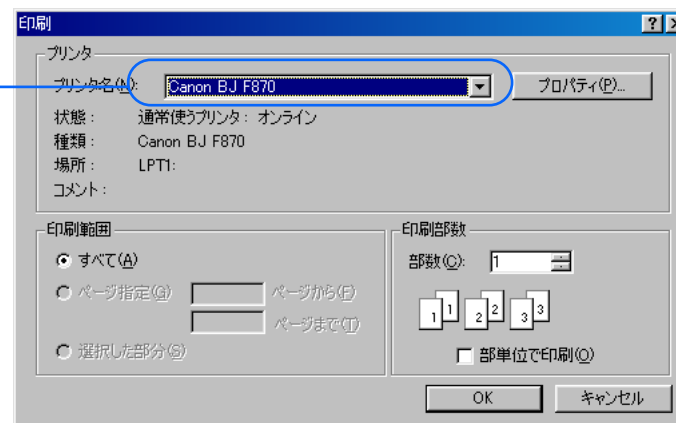 印刷
プリンタ
プリンタ名(N): Canon BJ F870 プロパティ(P)...
状態： 通常使うプリンタ： オンライン
種類： Canon BJ F870
場所： LPT1:
コメント：
印刷範囲
すべて(A)
ページ指定(G) ページから(F)
ページまで(T)
選択した部分(S)
印刷部数
部数(C): 1
1 1 2 2 3 3
部単位で印刷(O)
OK キャンセル